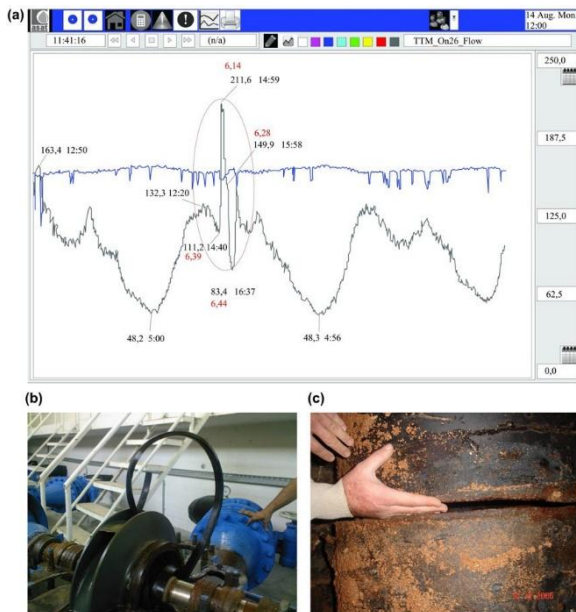 (a)
asat
14 Aug. Mon
12:00
11:41:16
(n/a)
TTM_On26_Flow
250,0
6,14
211,6 14:59
187,5
6,28
149,9 15:58
163,4 12:50
132,3 12:20
125,0
111,2 14:40
6,39
83,4 16:37
62,5
6,44
48,2 5:00
48,3 4:56
0,0
(b)
(c)